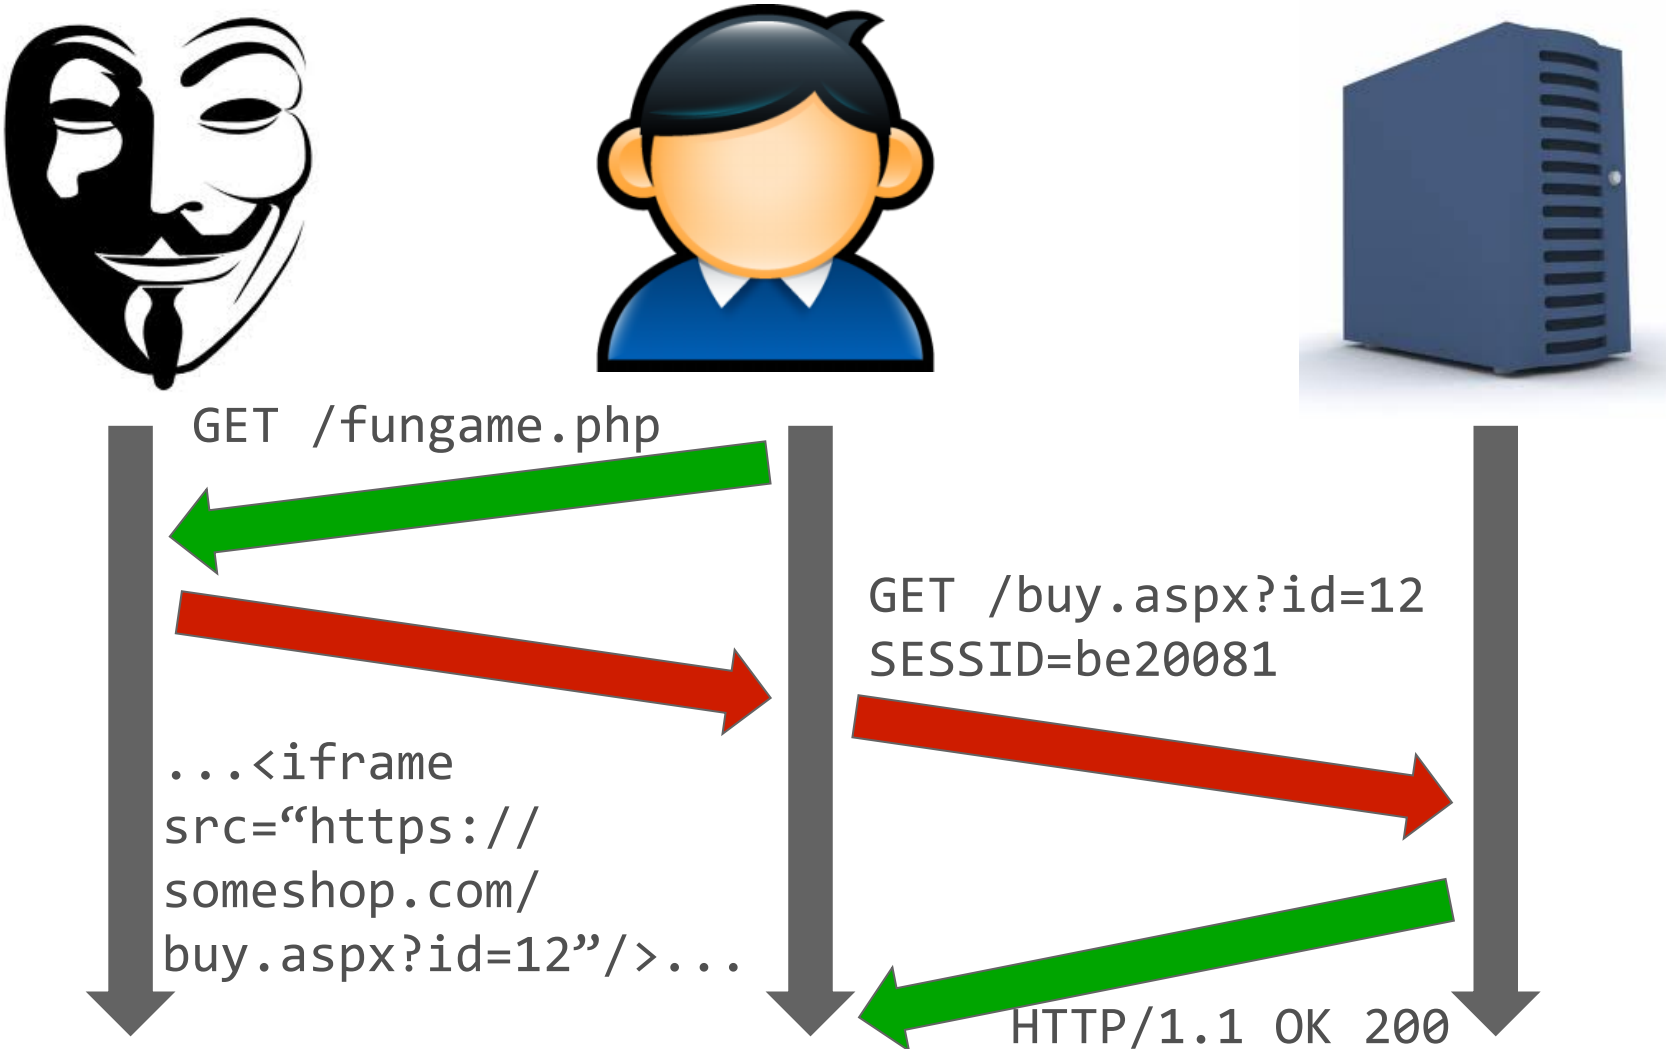 GET /fungame.php
GET /buy.aspx?id=12
SESSID=be20081
...<iframe
src=“https://
someshop.com/
buy.aspx?id=12”/>...
HTTP/1.1 OK 200